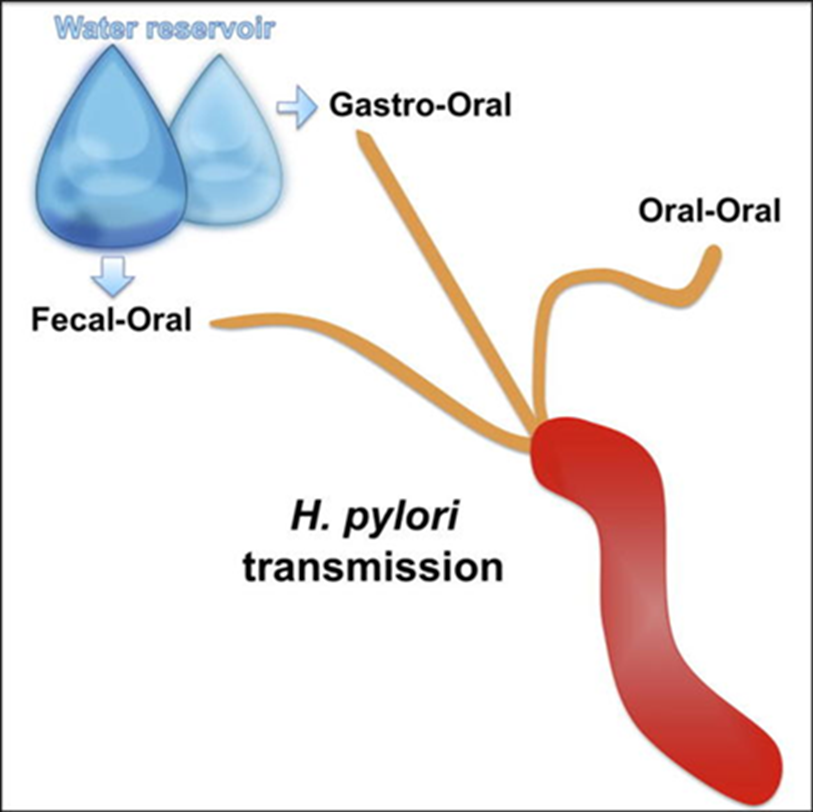 Water reservoir
Gastro-Oral
Oral-Oral
Fecal-Oral
H. pylori
transmission